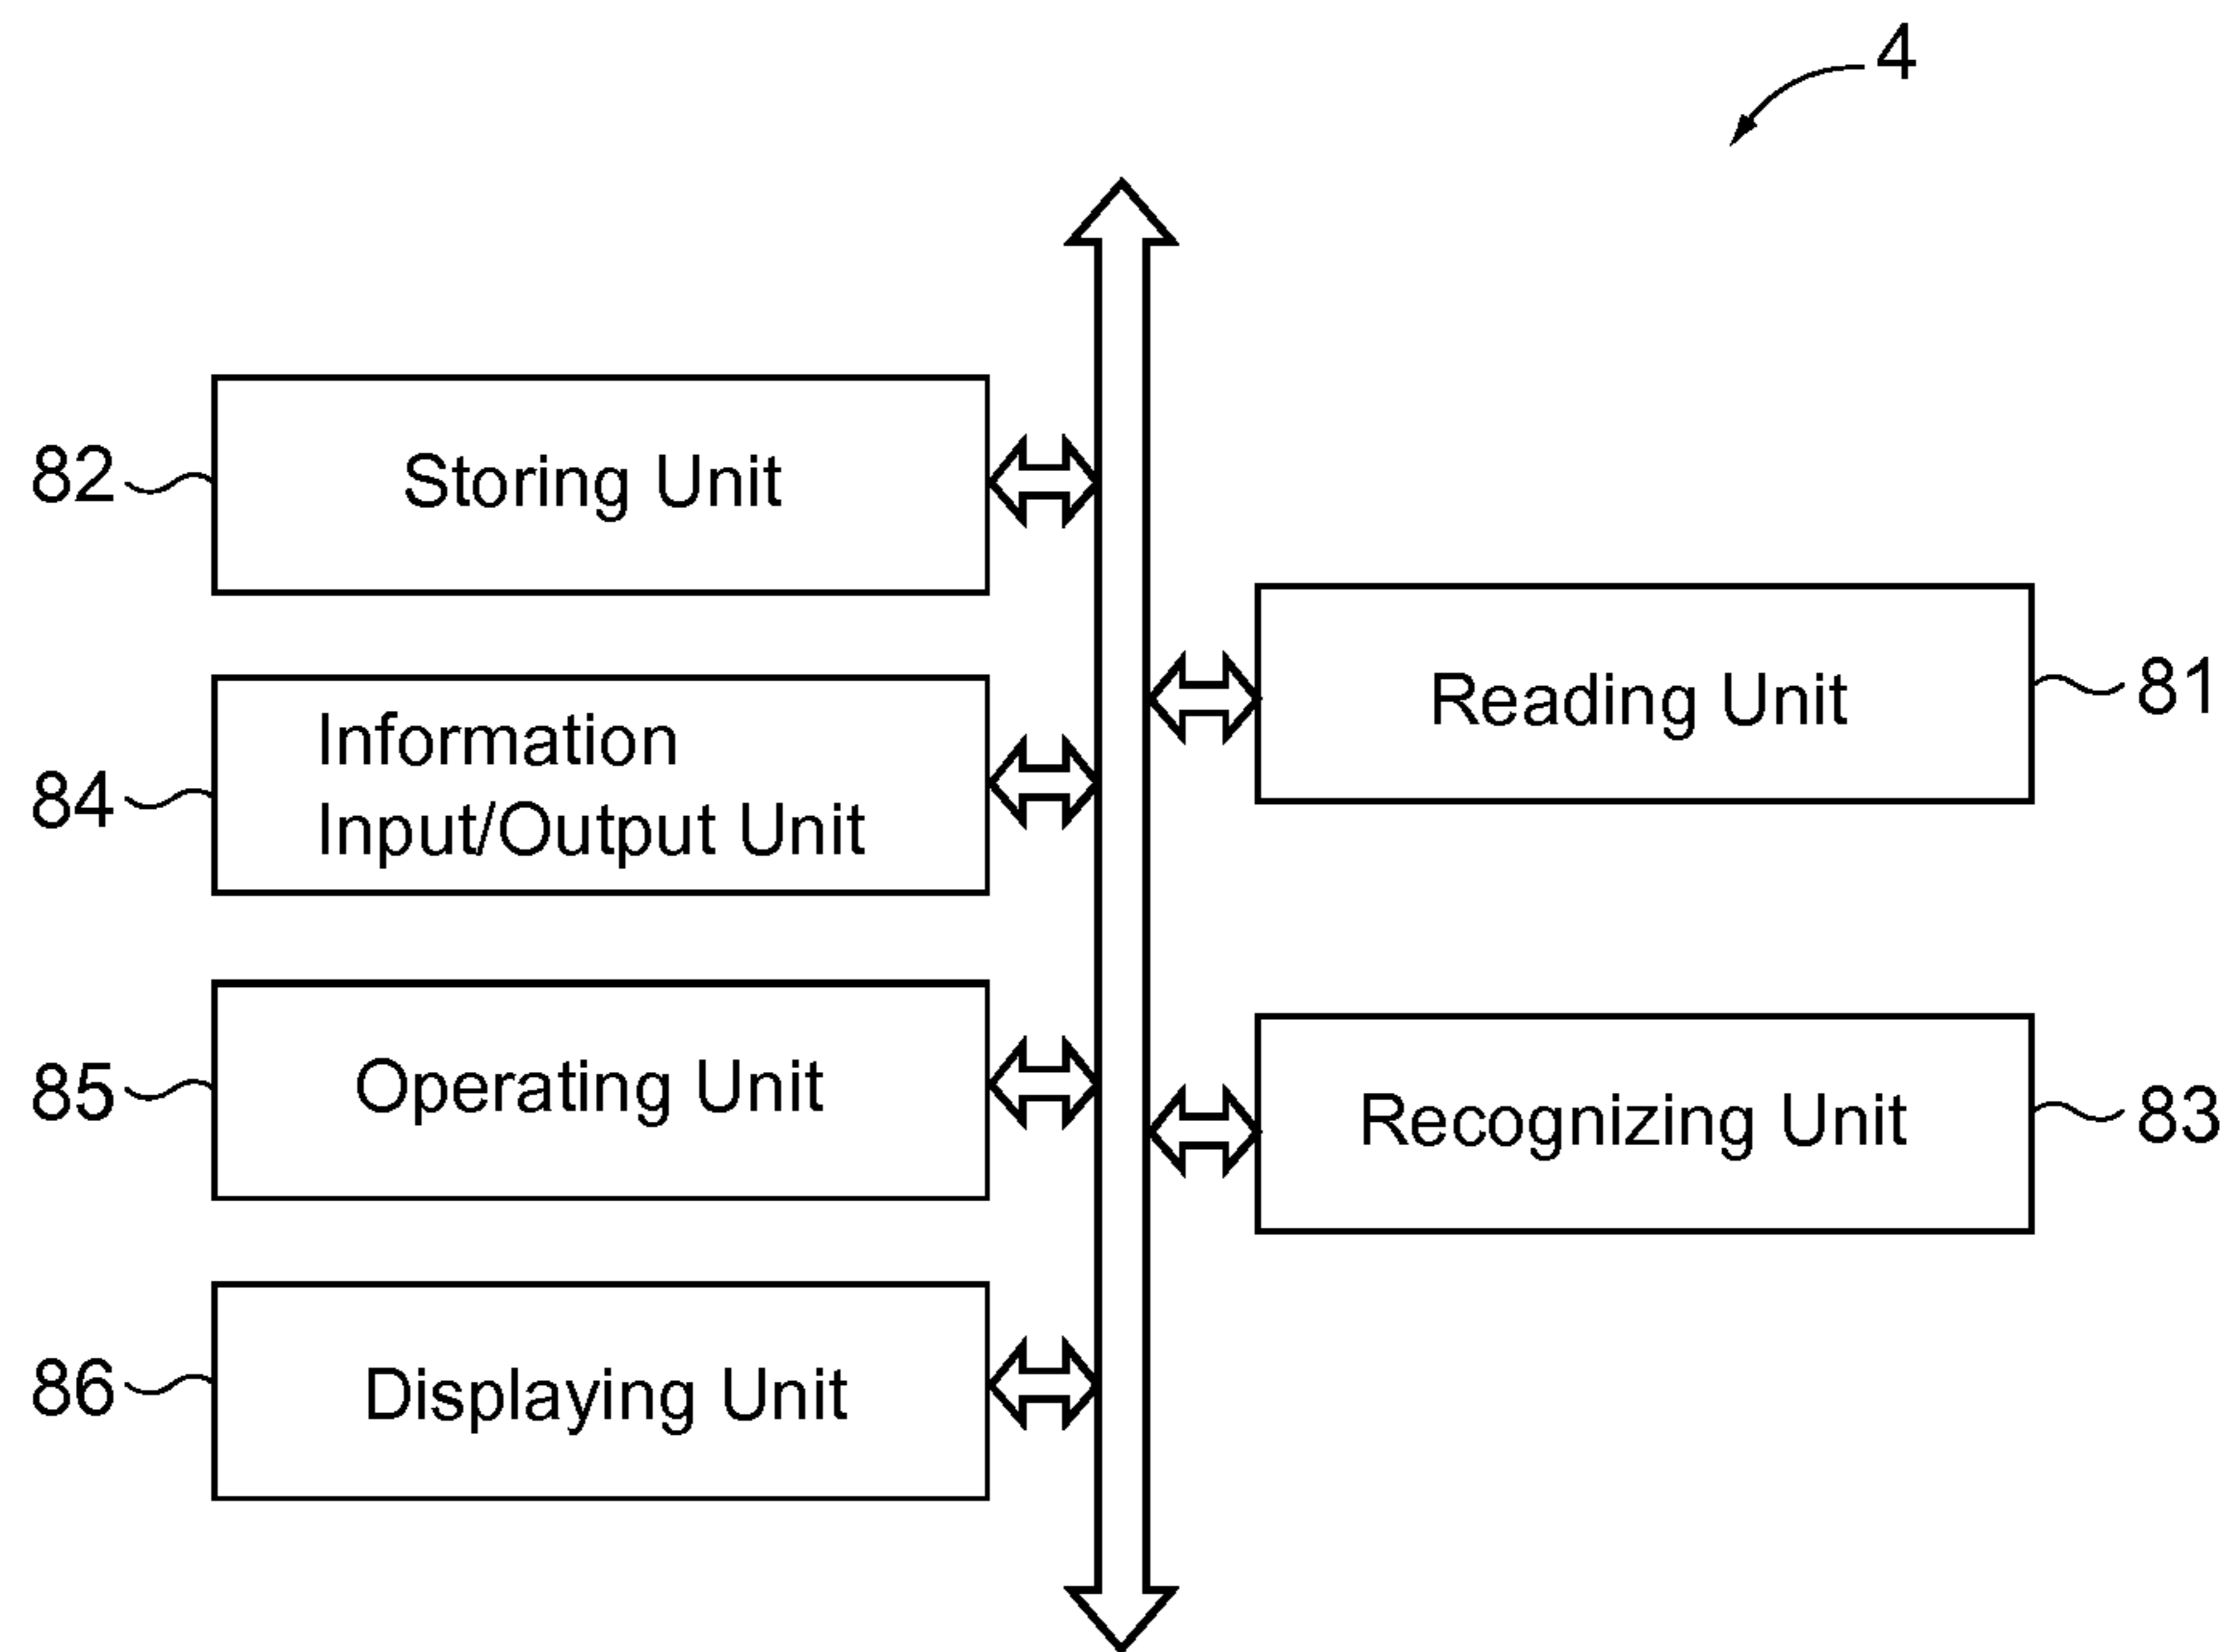 4
82
Storing Unit
Reading Unit
81
84
Information
Input/Output Unit
85
Operating Unit
Recognizing Unit
83
86
Displaying Unit